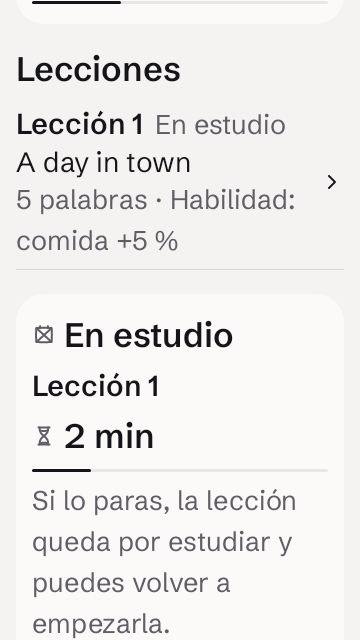 Lecciones
Lección 1 En estudio
A day in town
5 palabras · Habilidad:
comida +5 %
En estudio
Lección 1
2 min
Si lo paras, la lección
queda por estudiar y
puedes volver a
empezarla.